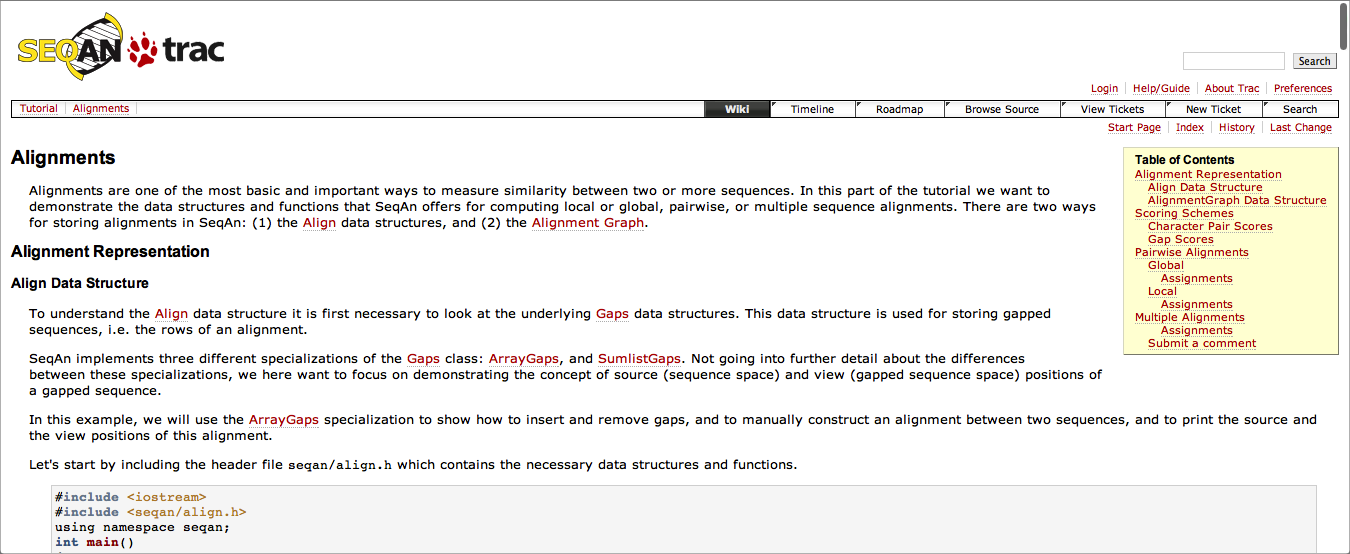 SEQAN trac
Search
Login Help/Guide About Trac Preferences
Tutorial Alignments Wiki Timeline Roadmap Browse Source View Tickets New Ticket Search
Start Page Index History Last Change
Alignments
Alignments are one of the most basic and important ways to measure similarity between two or more sequences. In this part of the tutorial we want to
demonstrate the data structures and functions that SeqAn offers for computing local or global, pairwise, or multiple sequence alignments. There are two ways
for storing alignments in SeqAn: (1) the Align data structures, and (2) the Alignment Graph.
Table of Contents
Alignment Representation
Align Data Structure
AlignmentGraph Data Structure
Scoring Schemes
Character Pair Scores
Gap Scores
Pairwise Alignments
Global
Assignments
Local
Assignments
Multiple Alignments
Assignments
Submit a comment
Alignment Representation
Align Data Structure
To understand the Align data structure it is first necessary to look at the underlying Gaps data structures. This data structure is used for storing gapped
sequences, i.e. the rows of an alignment.
SeqAn implements three different specializations of the Gaps class: ArrayGaps, and SumlistGaps. Not going into further detail about the differences
between these specializations, we here want to focus on demonstrating the concept of source (sequence space) and view (gapped sequence space) positions of
a gapped sequence.
In this example, we will use the ArrayGaps specialization to show how to insert and remove gaps, and to manually construct an alignment between two sequences, and to print the source and
the view positions of this alignment.
Let's start by including the header file seqan/align.h which contains the necessary data structures and functions.
#include <iostream>
#include <seqan/align.h>
using namespace seqan;
int main()